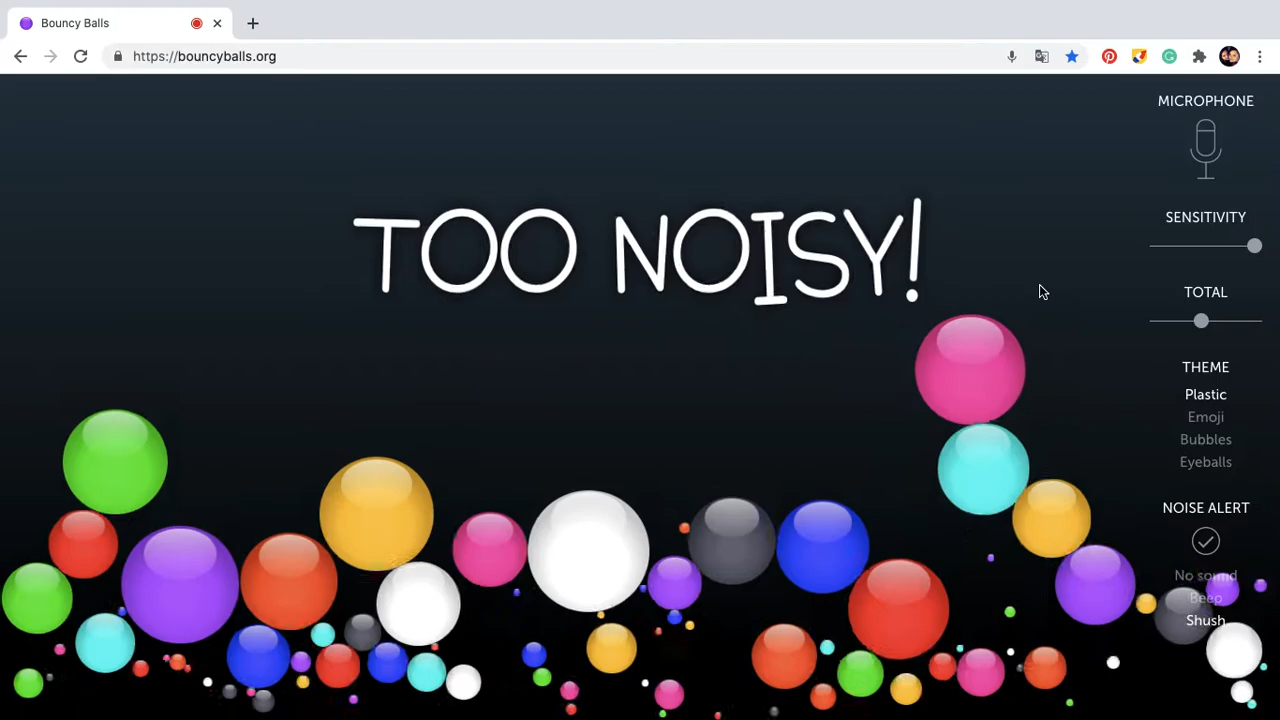 Bouncy Balls
https://bouncyballs.org
TOO NOISY!
MICROPHONE
SENSITIVITY
TOTAL
THEME
Plastic
Emoji
Bubbles
Eyeballs
NOISE ALERT
No sound
Beep
Shush